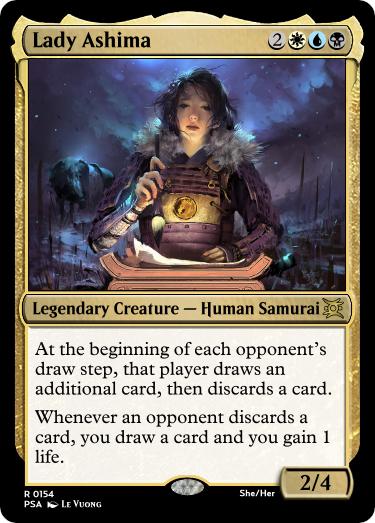 Lady Ashima 2
Legendary Creature — Human Samurai
At the beginning of each opponent's
draw step, that player draws an
additional card, then discards a card.
Whenever an opponent discards a
card, you draw a card and you gain 1
life.
2/4
R 0154 She/Her
PSA Le Vuong